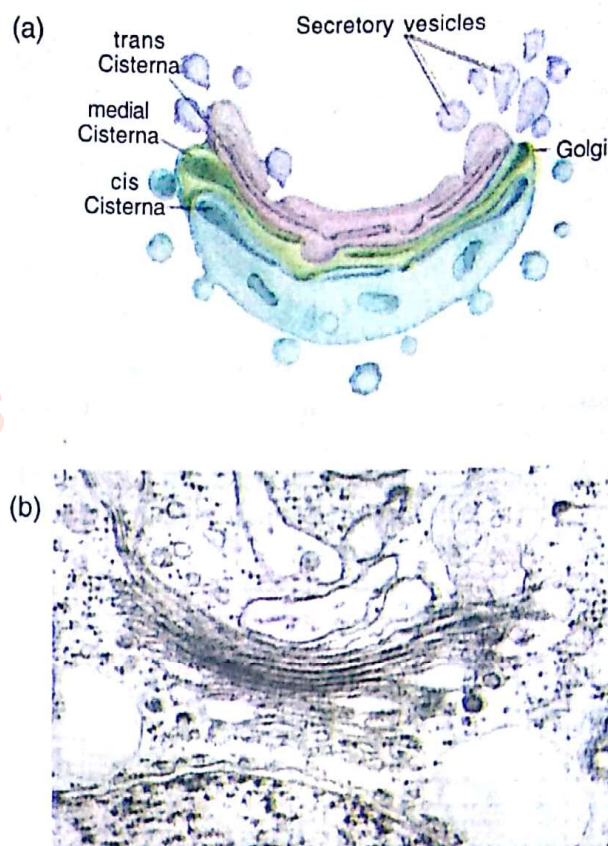 (a)
trans
Cisterna
Secretory vesicles
medial
Cisterna
Golgi
cis
Cisterna
(b)